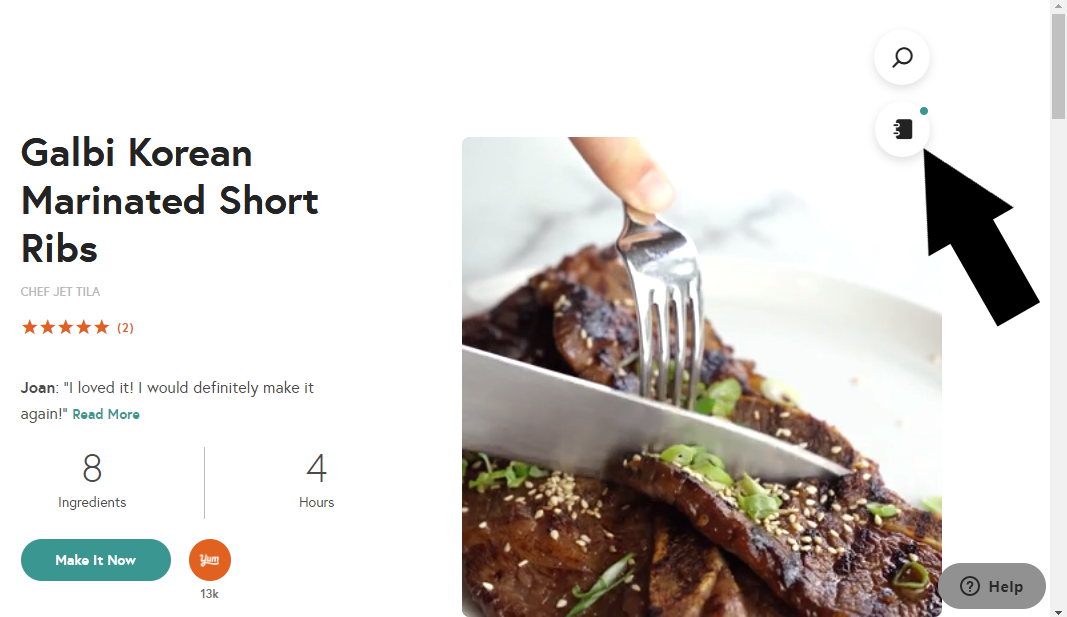 Galbi Korean
Marinated Short
Ribs
CHEF JET TILA
(2)
Joan: "I loved it! I would definitely make it
again!" Read More
8
Ingredients
4
Hours
Make It Now
Yum
13k
Help